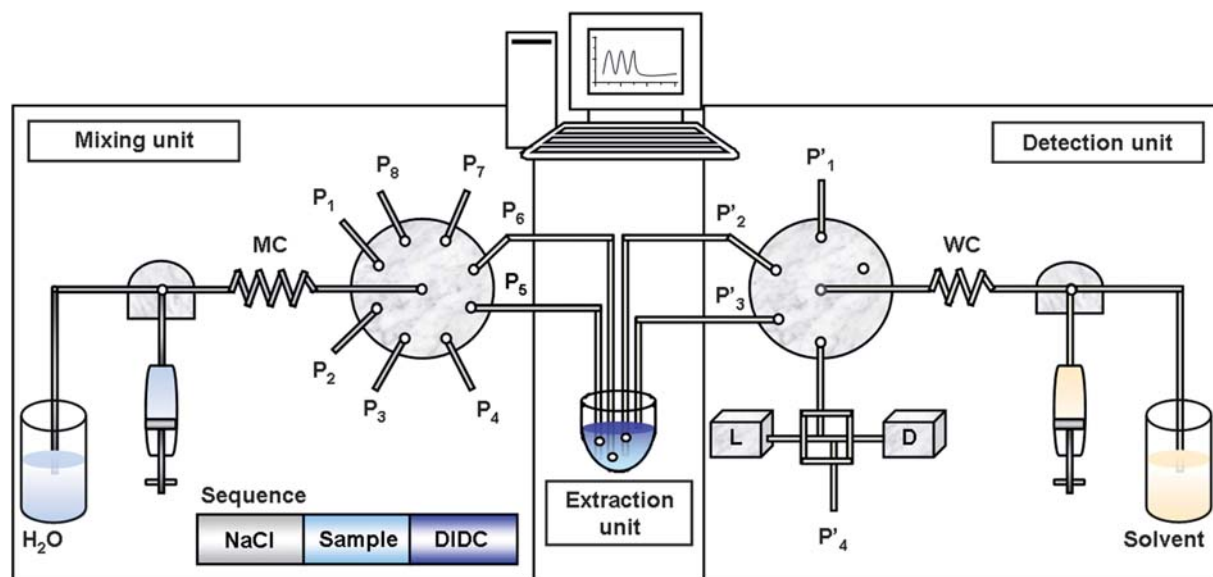 Mixing unit
Detection unit
P'1
P8
P7
P1
P6
P'2
MC
WC
P5
P'3
P2
P3
P4
L
D
Sequence
Extraction
unit
NaCl
Sample
DIDC
H2O
P'4
Solvent